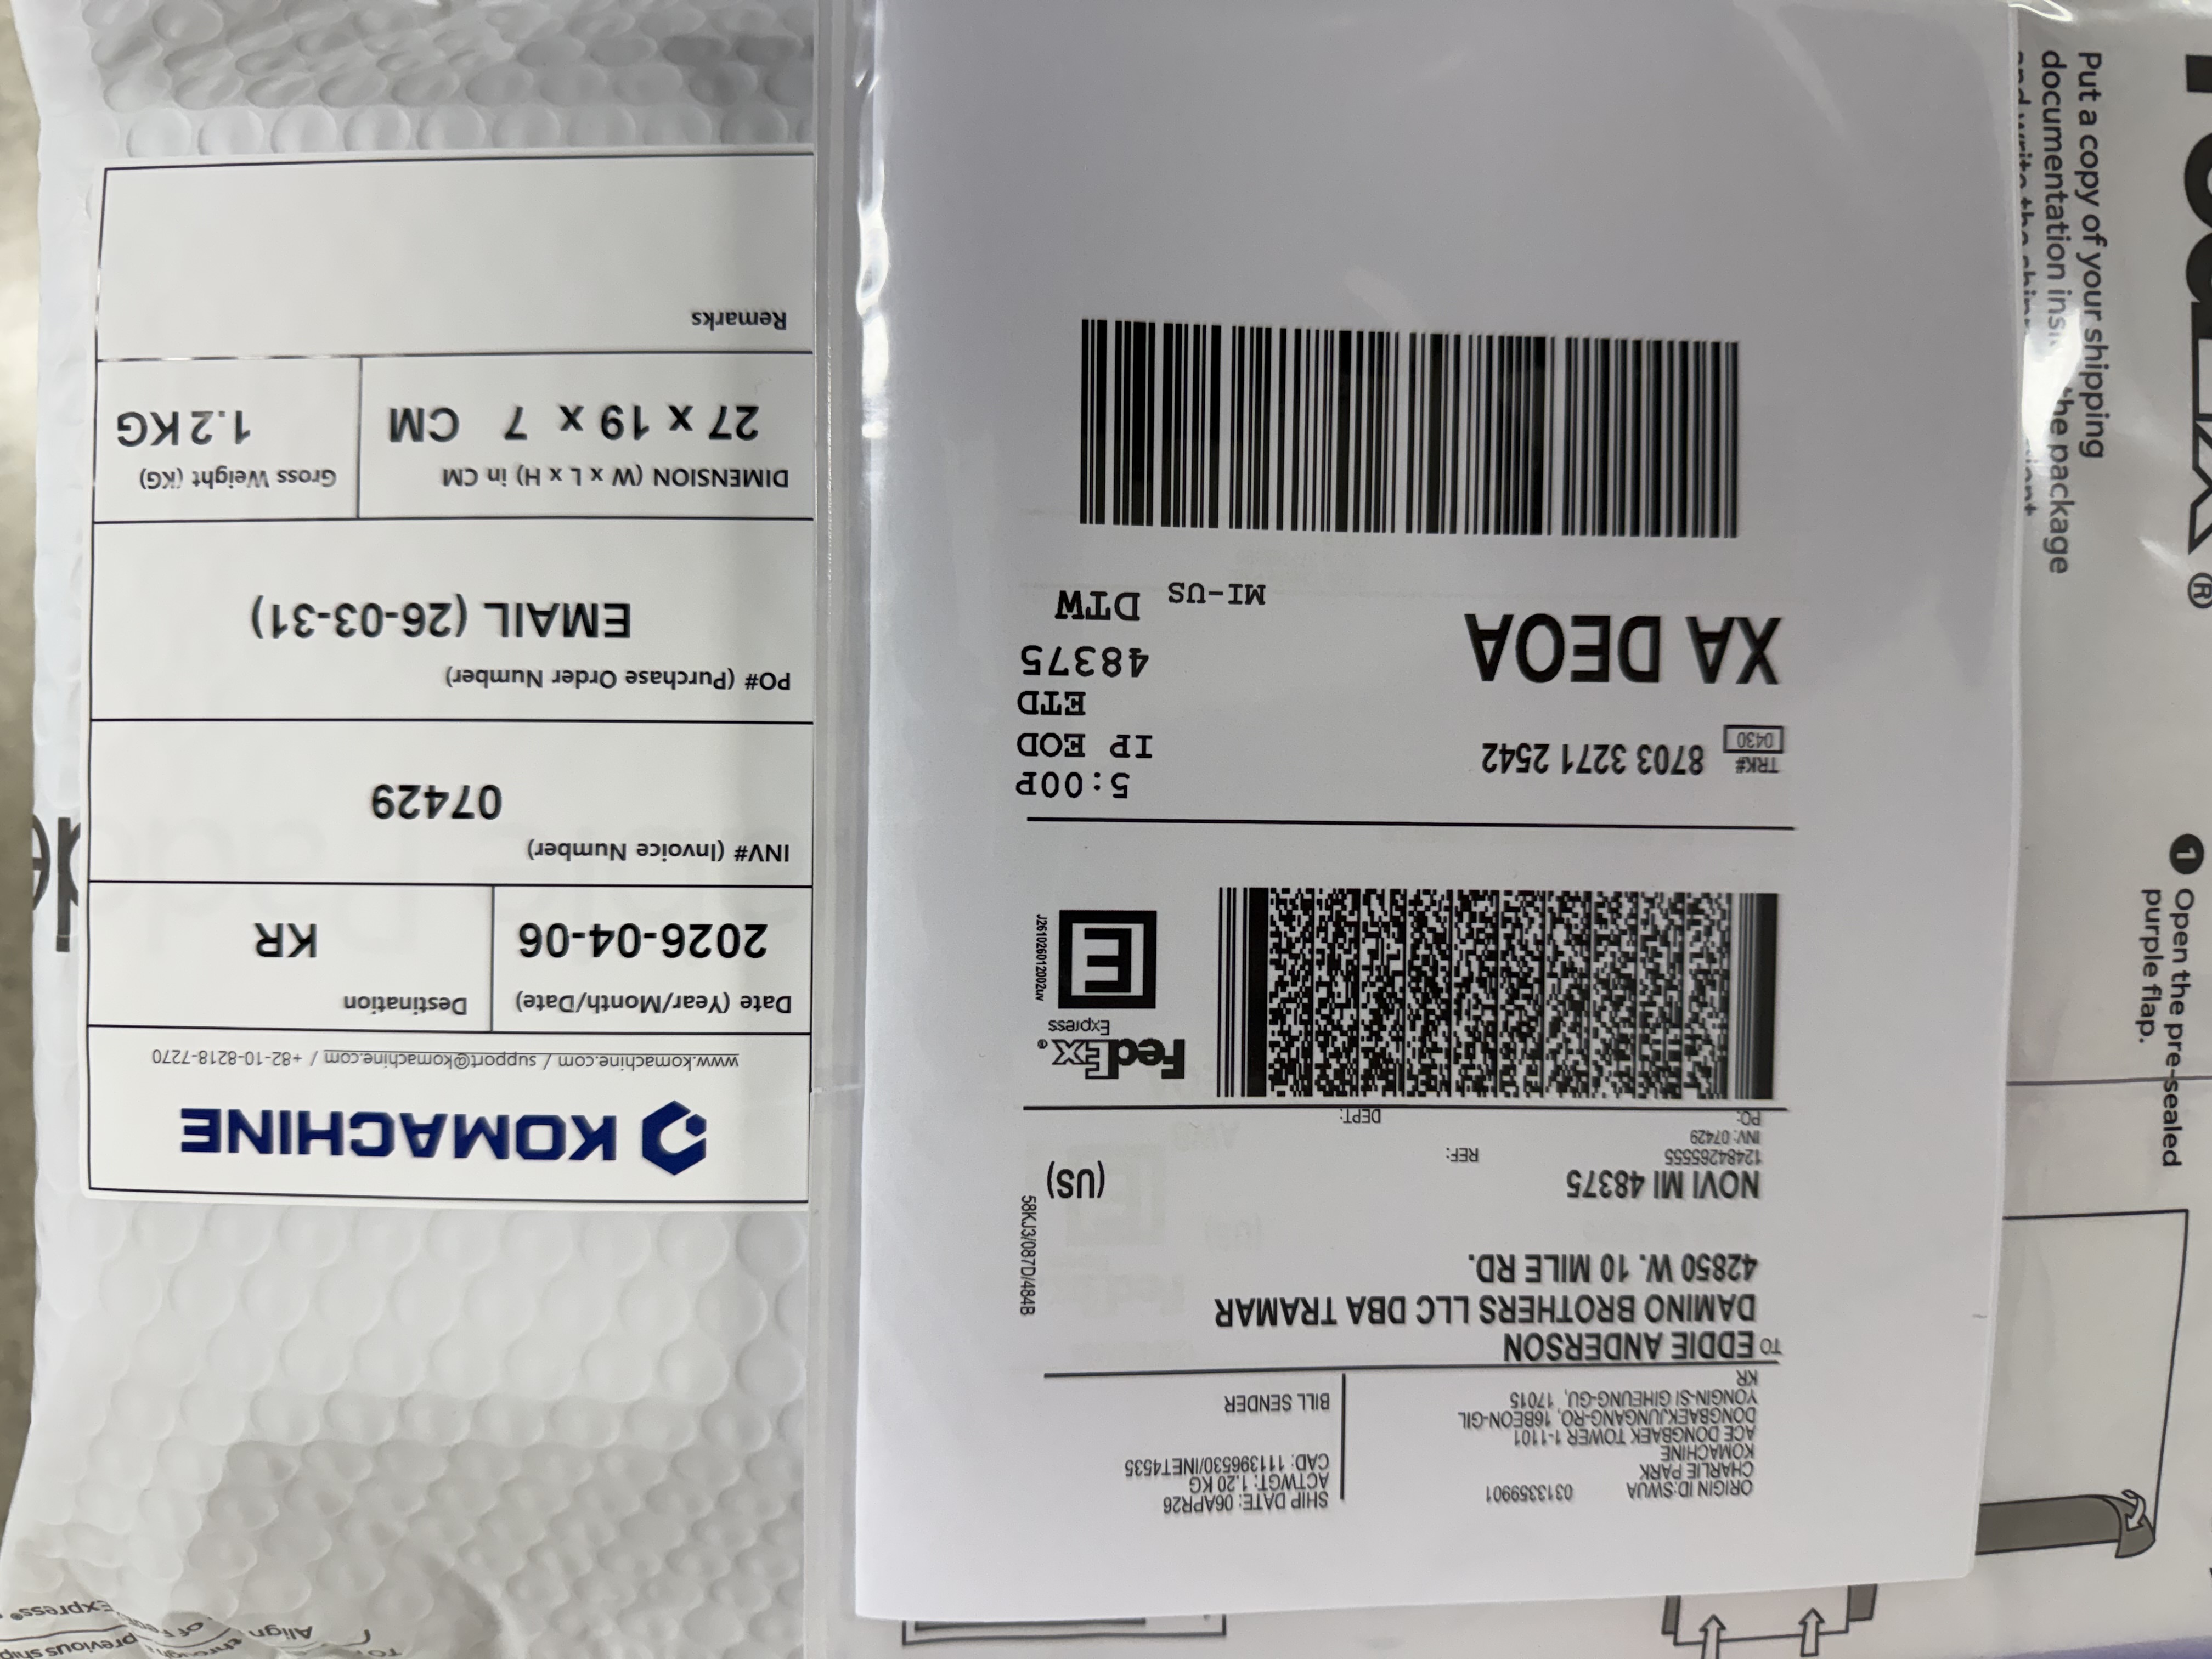 KOMACHINE
www.komachine.com / support@komachine.com / +82-10-8218-7270
Date (Year/Month/Date)
2026-04-06
Destination
KR
INV# (Invoice Number)
07429
PO# (Purchase Order Number)
EMAIL (26-03-31)
DIMENSION (W x L x H) in CM
27 x 19 x 7 CM
Gross Weight (KG)
1.2 KG
Remarks
ORIGIN ID:SWUA 0313359901
CHARLIE PARK
KOMACHINE
ACE DONGBAEK TOWER 1-1101
DONGBAEKJUNGANG-RO, 16BEON-GIL
YONGIN-SI GIHEUNG-GU, 17015
KR
SHIP DATE: 06APR26
ACTWGT: 1.20 KG
CAD: 111396530/INET4535
BILL SENDER
TO EDDIE ANDERSON
DAMINO BROTHERS LLC DBA TRAMAR
42850 W. 10 MILE RD.
NOVI MI 48375
(US)
12484265555
REF:
INV: 07429
PO:
DEPT:
58KJ3/087D/484B
FedEx®
Express
E
J261026012002uv
TRK# 8703 3271 2542
0430
5:00P
IP EOD
ETD
XA DEOA
48375
MI-US
DTW
Put a copy of your shipping
documentation the package
®
1 Open the pre-sealed
purple flap.
Align
Express®